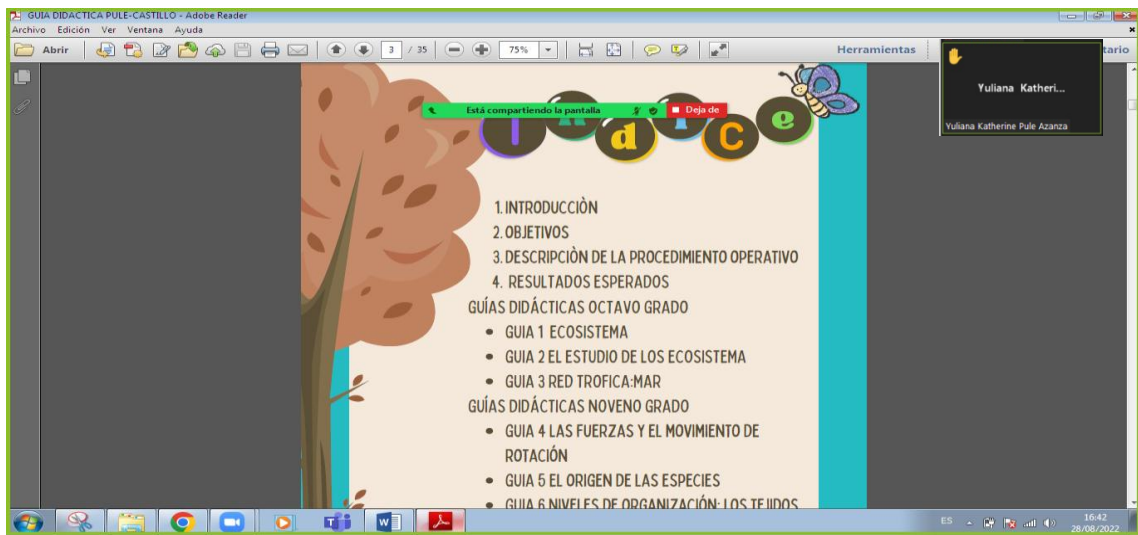 GUIA DIDACTICA PULE-CASTILLO - Adobe Reader
Archivo Edición Ver Ventana Ayuda
Abrir 3 / 35 75% Herramientas tario
Yuliana Katheri...
Yuliana Katherine Pule Azanza
Está compartiendo la pantalla Deja de
Indice
1. INTRODUCCIÒN
2. OBJETIVOS
3. DESCRIPCIÒN DE LA PROCEDIMIENTO OPERATIVO
4. RESULTADOS ESPERADOS
GUÍAS DIDÁCTICAS OCTAVO GRADO
• GUIA 1 ECOSISTEMA
• GUIA 2 EL ESTUDIO DE LOS ECOSISTEMA
• GUIA 3 RED TROFICA:MAR
GUÍAS DIDÁCTICAS NOVENO GRADO
• GUIA 4 LAS FUERZAS Y EL MOVIMIENTO DE
ROTACIÓN
• GUIA 5 EL ORIGEN DE LAS ESPECIES
• GUIA 6 NIVELES DE ORGANIZACIÓN: LOS TEJIDOS
ES 16:42
28/08/2022